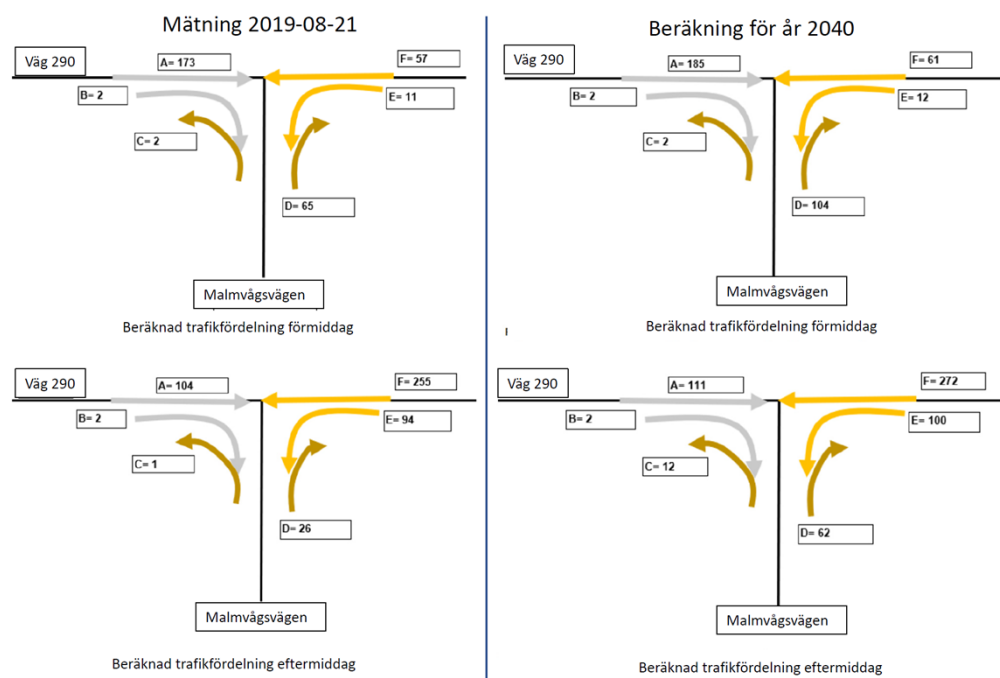 Mätning 2019-08-21
Väg 290
A= 173
F= 57
B= 2
E= 11
C= 2
D= 65
Malmvågsvägen
Beräknad trafikfördelning förmiddag
Väg 290
A= 104
F= 255
B= 2
E= 94
C= 1
D= 26
Malmvågsvägen
Beräknad trafikfördelning eftermiddag
Beräkning för år 2040
Väg 290
A= 185
F= 61
B= 2
E= 12
C= 2
D= 104
Malmvågsvägen
Beräknad trafikfördelning förmiddag
Väg 290
A= 111
F= 272
B= 2
E= 100
C= 12
D= 62
Malmvågsvägen
Beräknad trafikfördelning eftermiddag